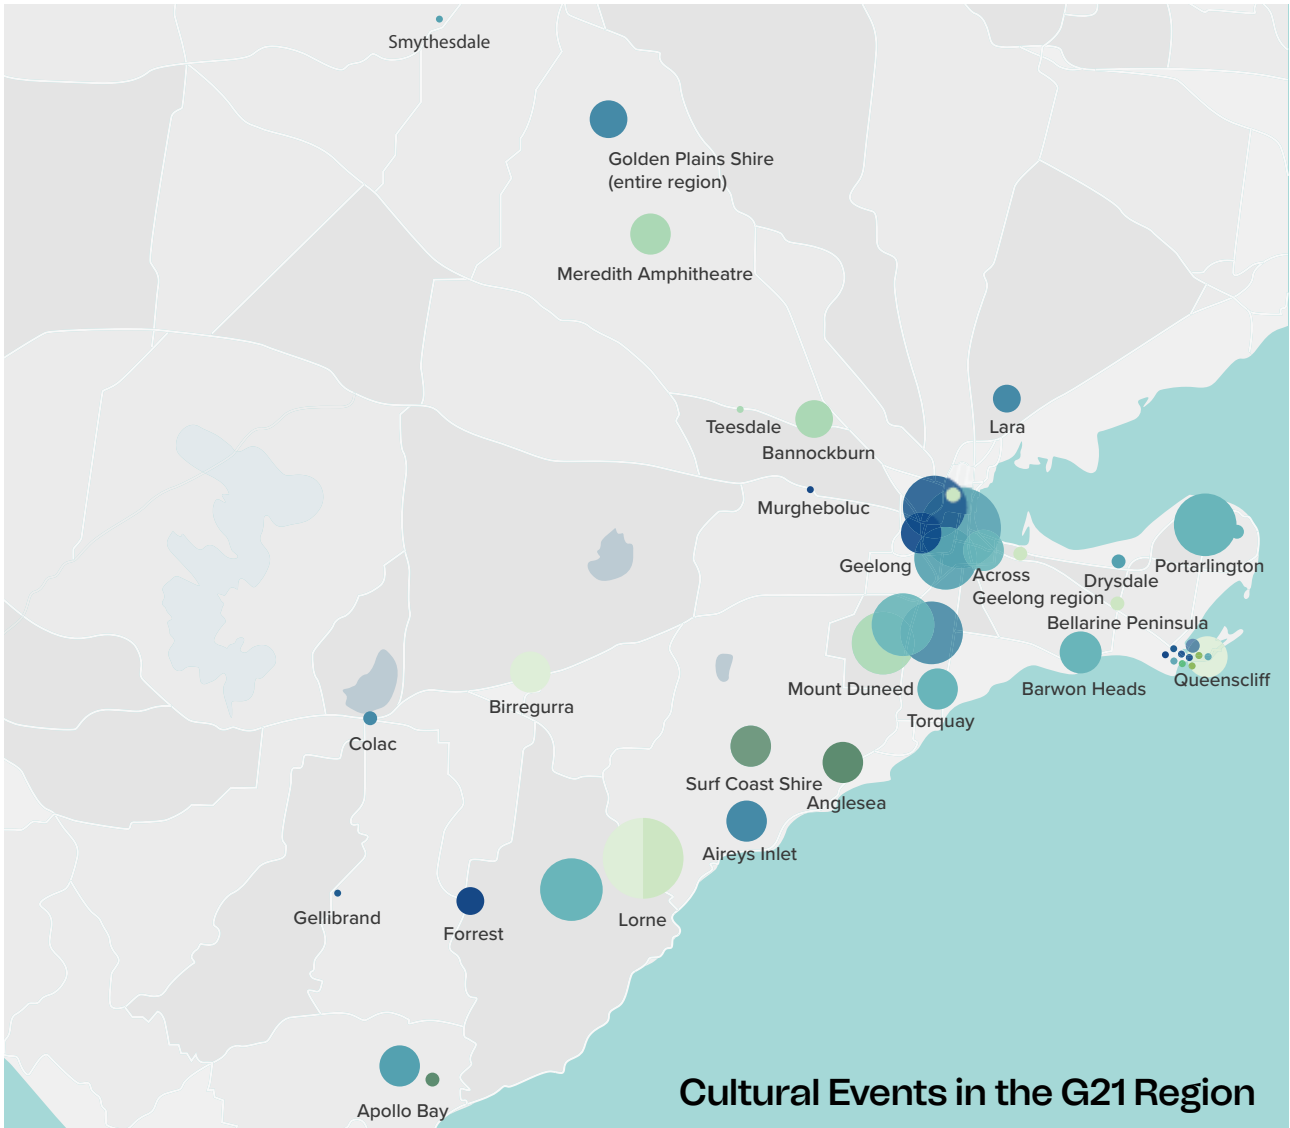 Smythesdale
Golden Plains Shire
(entire region)
Meredith Amphitheatre
Lara
Teesdale
Bannockburn
Murgheboluc
Geelong
Across
Geelong region
Drysdale
Portarlington
Bellarine Peninsula
Queenscliff
Mount Duneed
Barwon Heads
Birregurra
Torquay
Colac
Surf Coast Shire
Anglesea
Aireys Inlet
Gellibrand
Forrest
Lorne
Apollo Bay
Cultural Events in the G21 Region